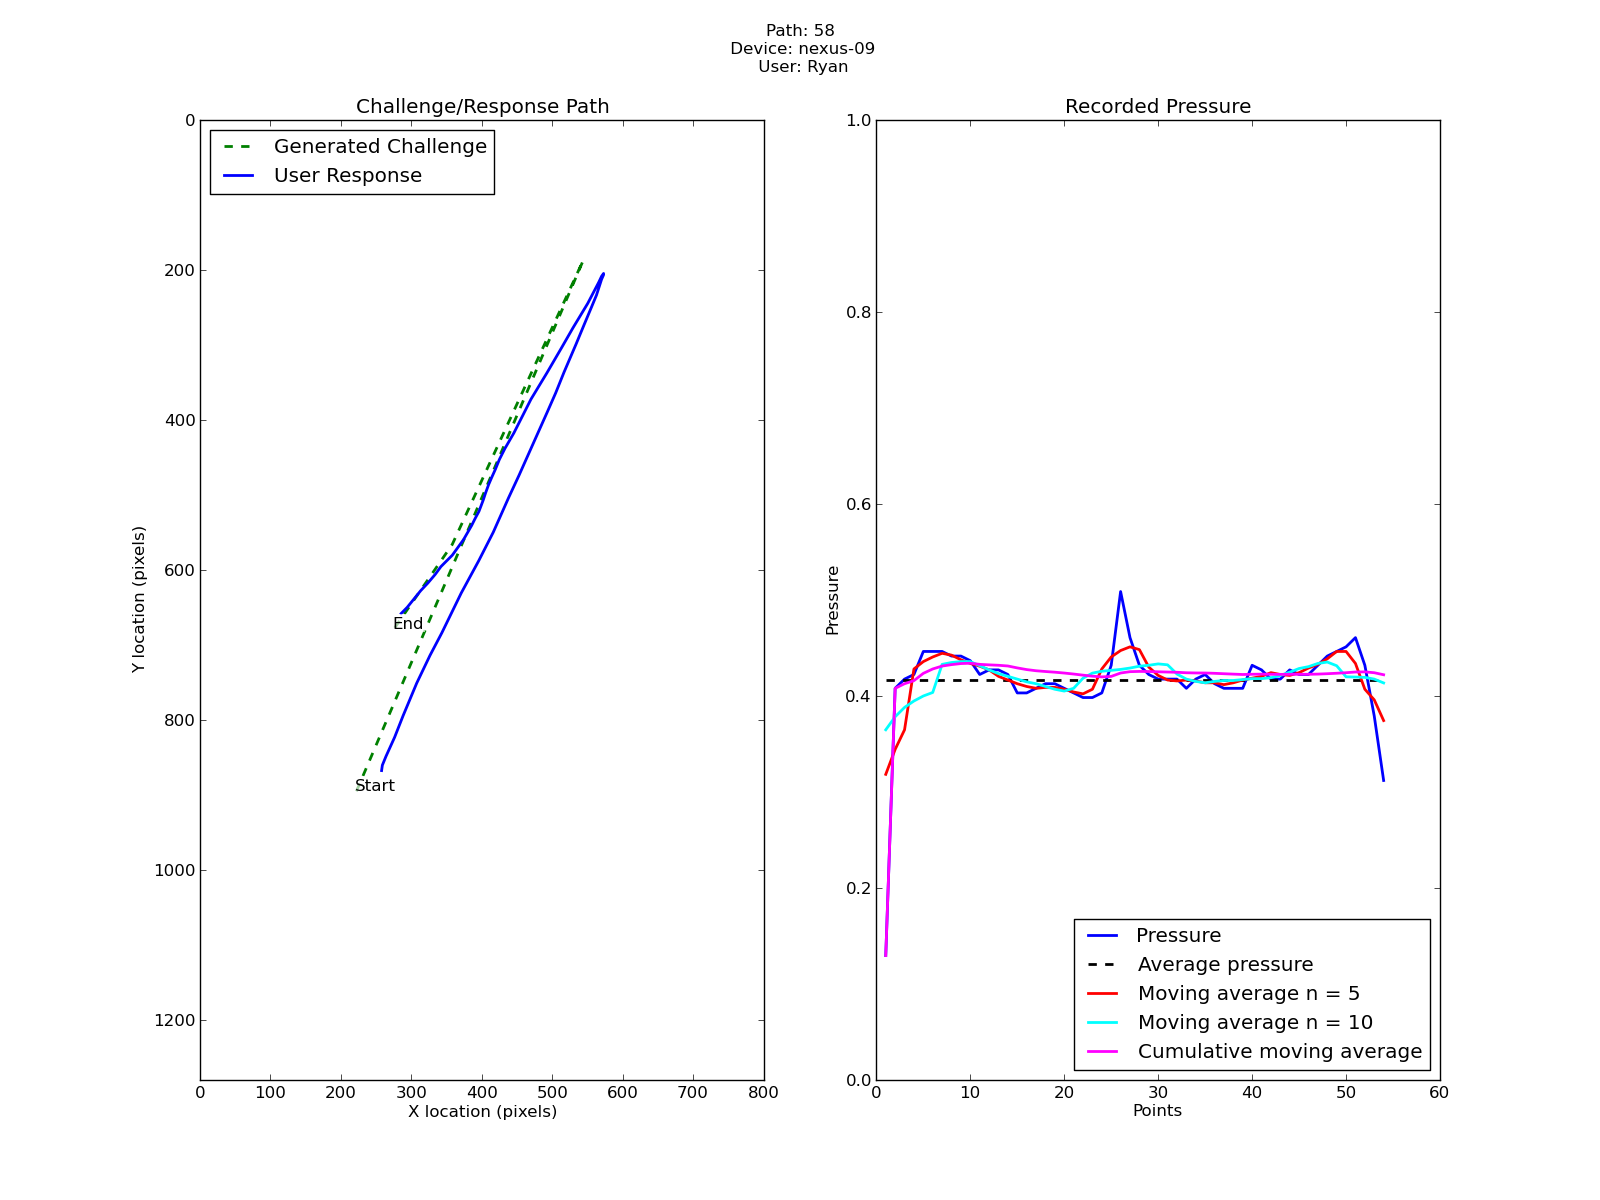 Path: 58
Device: nexus-09
User: Ryan
Challenge/Response Path
Generated Challenge
User Response
0
200
400
600
800
1000
1200
Y location (pixels)
End
Start
0 100 200 300 400 500 600 700 800
X location (pixels)
Recorded Pressure
1.0
0.8
0.6
0.4
0.2
0.0
Pressure
Pressure
Average pressure
Moving average n = 5
Moving average n = 10
Cumulative moving average
0 10 20 30 40 50 60
Points